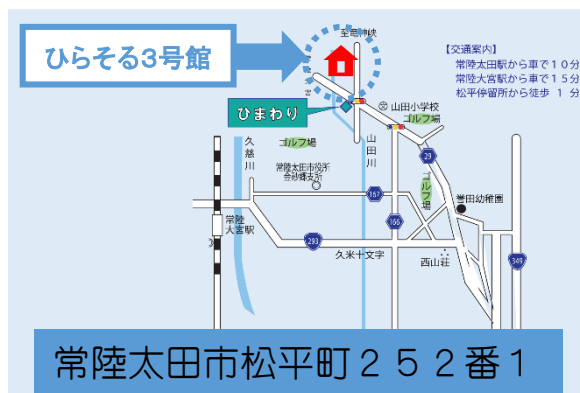 至竜神峡
ひらそる3号館
【交通案内】
常陸太田駅から車で１０分
常陸大宮駅から車で１５分
松平停留所から徒歩 １ 分
ひまわり
山田小学校
ゴルフ場
久慈川
ゴルフ場
山田川
29
常陸太田市役所
金砂郷支所
167
ゴルフ場
誉田幼稚園
常陸
大宮駅
166
293
久米十文字
西山荘
349
常陸太田市松平町２５２番１